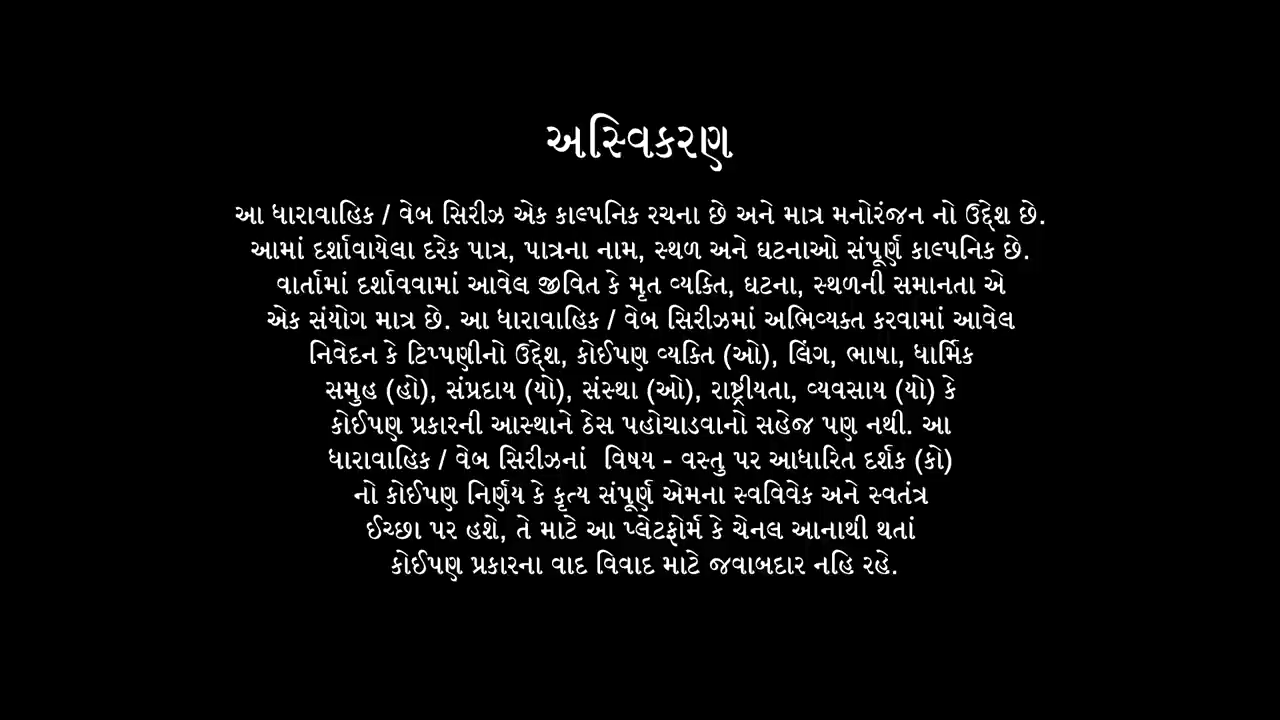 અસ્વિકરણ
આ ધારાવાહિક / વેબ સિરીઝ એક કાલ્પનિક રચના છે અને માત્ર મનોરંજન નો ઉદ્દેશ છે.
આમાં દર્શાવાયેલા દરેક પાત્ર, પાત્રના નામ, સ્થળ અને ઘટનાઓ સંપૂર્ણ કાલ્પનિક છે.
વાર્તામાં દર્શાવવામાં આવેલ જીવિત કે મૃત વ્યકિત, ઘટના, સ્થળની સમાનતા એ
એક સંયોગ માત્ર છે. આ ધારાવાહિક / વેબ સિરીઝમાં અભિવ્યક્ત કરવામાં આવેલ
નિવેદન કે ટિપ્પણીનો ઉદ્દેશ, કોઈપણ વ્યકિત (ઓ), લિંગ, ભાષા, ધાર્મિક
સમુહ (હો), સંપ્રદાય (યો), સંસ્થા (ઓ), રાષ્ટ્રીયતા, વ્યવસાય (યો) કે
કોઈપણ પ્રકારની આસ્થાને ઠેસ પહોચાડવાનો સહેજ પણ નથી. આ
ધારાવાહિક / વેબ સિરીઝનાં વિષય - વસ્તુ પર આધારિત દર્શક (કો)
નો કોઈપણ નિર્ણય કે કૃત્ય સંપૂર્ણ એમના સ્વવિવેક અને સ્વતંત્ર
ઈચ્છા પર હશે, તે માટે આ પ્લેટફોર્મ કે ચેનલ આનાથી થતાં
કોઈપણ પ્રકારના વાદ વિવાદ માટે જવાબદાર નહિ રહે.